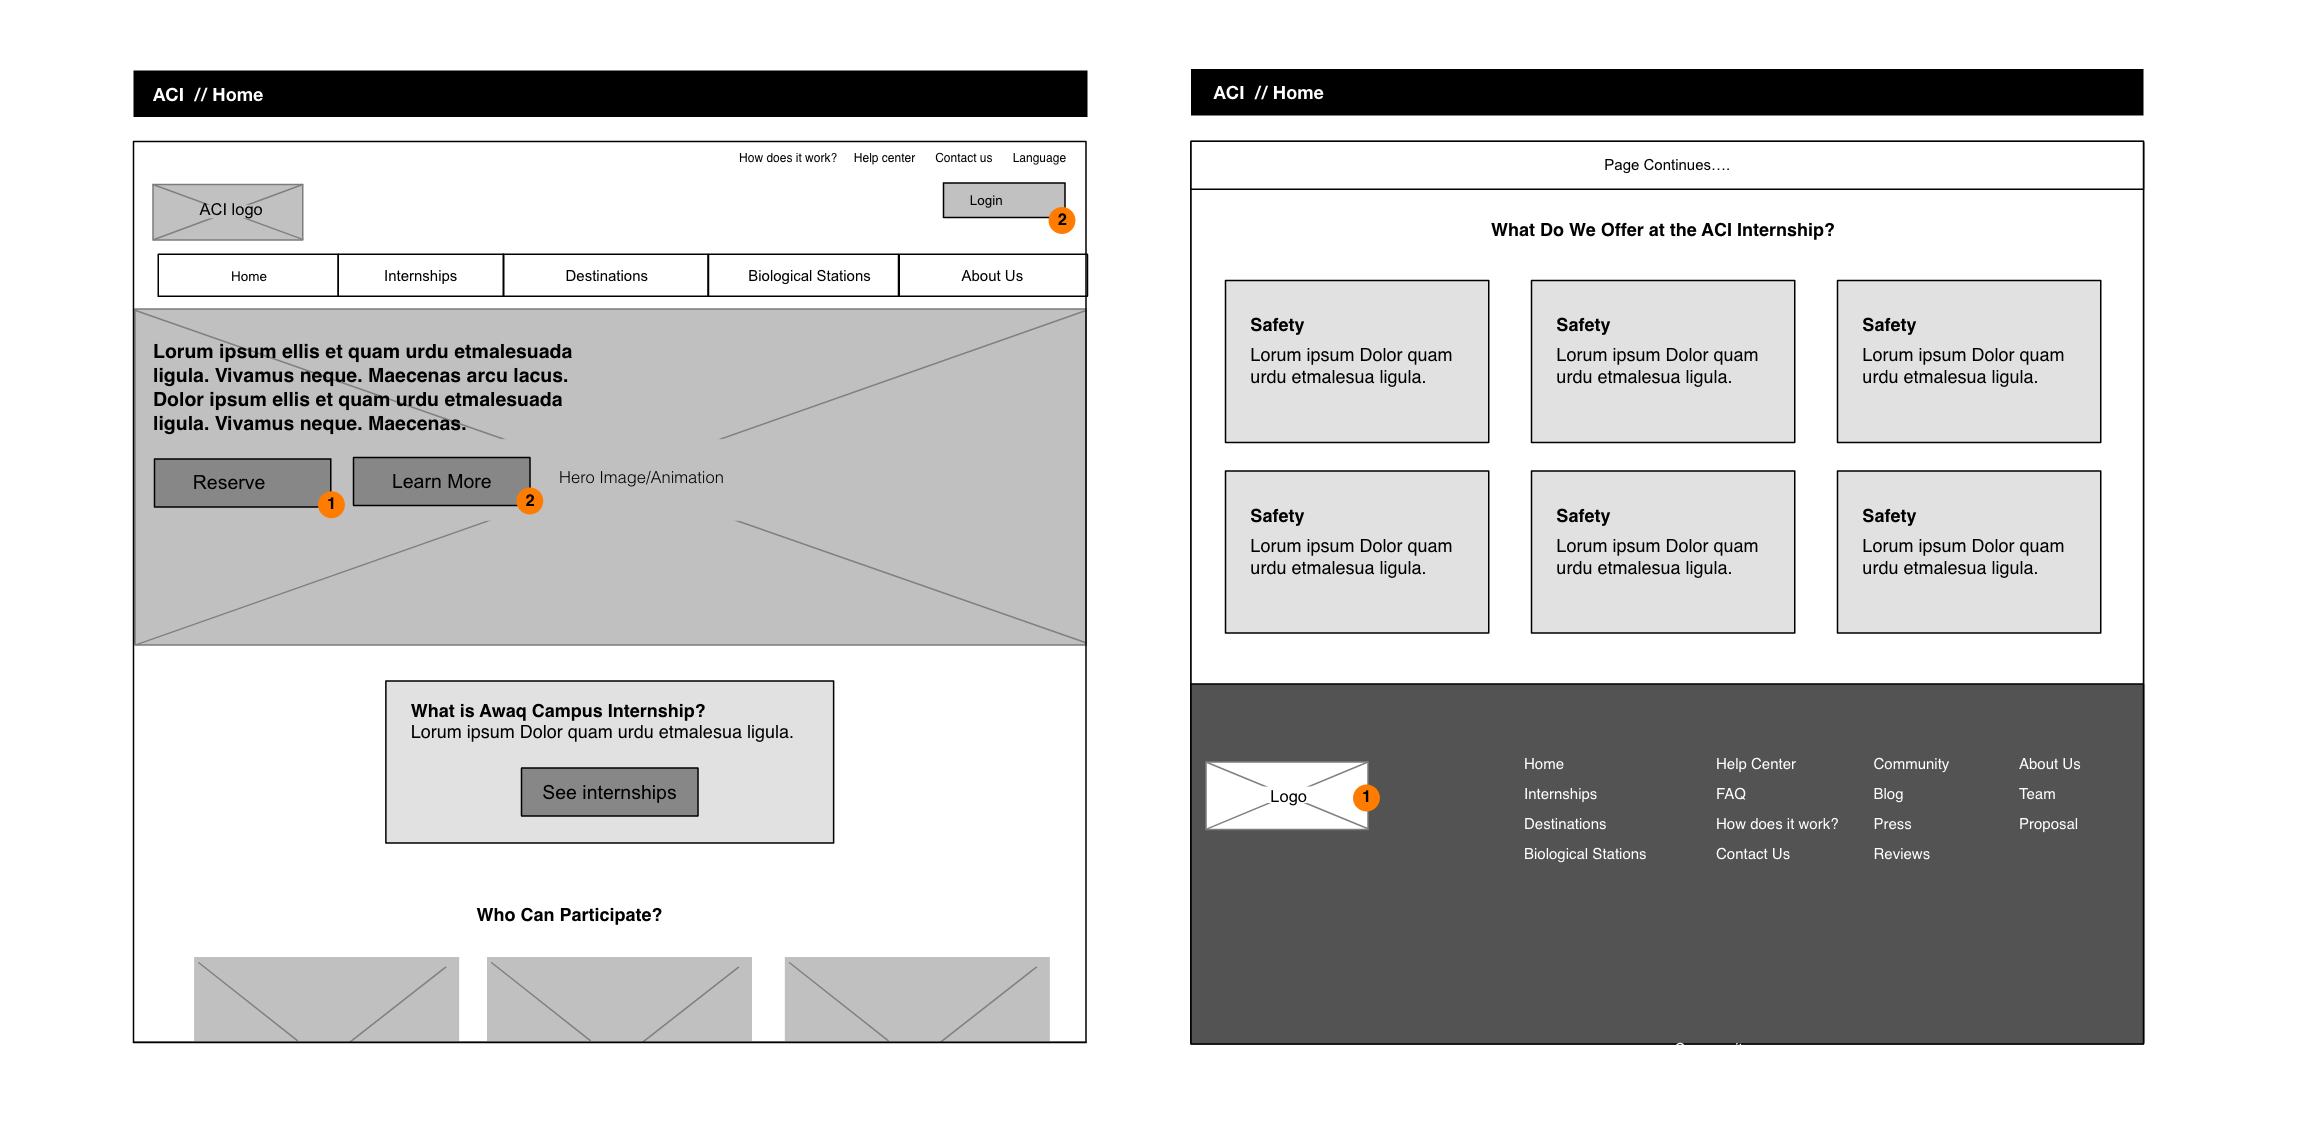 ACI // Home
How does it work? Help center Contact us Language
ACI logo
Login
2
Home Internships Destinations Biological Stations About Us
Lorum ipsum ellis et quam urdu etmalesuada
ligula. Vivamus neque. Maecenas arcu lacus.
Dolor ipsum ellis et quam urdu etmalesuada
ligula. Vivamus neque. Maecenas.
Reserve
1
Learn More
2
Hero Image/Animation
What is Awaq Campus Internship?
Lorum ipsum Dolor quam urdu etmalesua ligula.
See internships
Who Can Participate?
ACI // Home
Page Continues....
What Do We Offer at the ACI Internship?
Safety
Lorum ipsum Dolor quam
urdu etmalesua ligula.
Safety
Lorum ipsum Dolor quam
urdu etmalesua ligula.
Safety
Lorum ipsum Dolor quam
urdu etmalesua ligula.
Safety
Lorum ipsum Dolor quam
urdu etmalesua ligula.
Safety
Lorum ipsum Dolor quam
urdu etmalesua ligula.
Safety
Lorum ipsum Dolor quam
urdu etmalesua ligula.
Logo
1
Home
Internships
Destinations
Biological Stations
Help Center
FAQ
How does it work?
Contact Us
Community
Blog
Press
Reviews
About Us
Team
Proposal